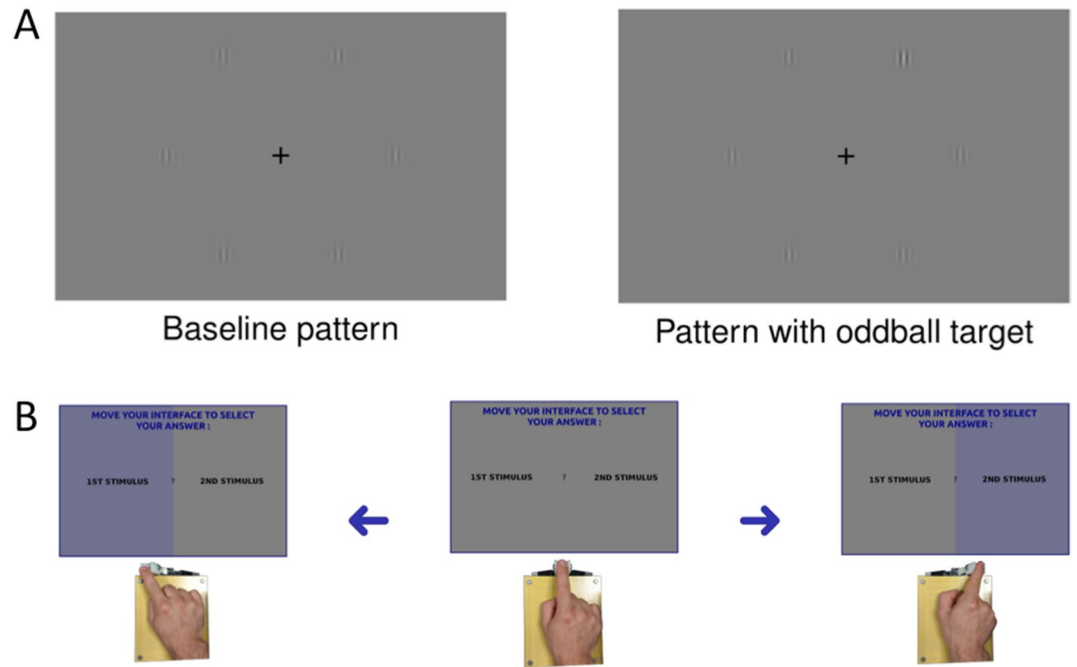 A
Baseline pattern
Pattern with oddball target
B
MOVE YOUR INTERFACE TO SELECT
YOUR ANSWER :
1ST STIMULUS ? 2ND STIMULUS
MOVE YOUR INTERFACE TO SELECT
YOUR ANSWER :
1ST STIMULUS ? 2ND STIMULUS
MOVE YOUR INTERFACE TO SELECT
YOUR ANSWER :
1ST STIMULUS ? 2ND STIMULUS